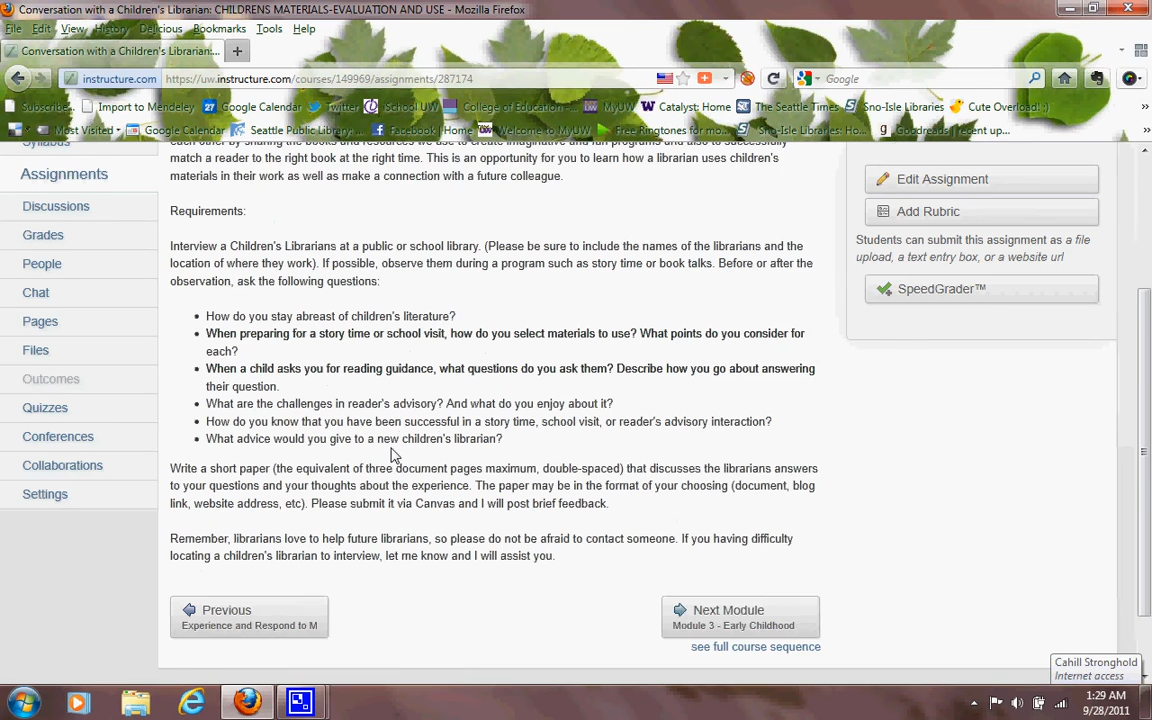 Conversation with a Children's Librarian: CHILDRENS MATERIALS-EVALUATION AND USE - Mozilla Firefox
File Edit View History Delicious Bookmarks Tools Help
Conversation with a Children's Librarian:...
instructure.com https://uw.instructure.com/courses/149969/assignments/287174 Google
Subscribe... Import to Mendeley 27 Google Calendar Twitter School UW College of Education -... MyUW Catalyst: Home The Seattle Times Sno-Isle Libraries Cute Overload! :)
Most Visited Google Calendar Seattle Public Library:... Facebook | Home Welcome to MyUW Free Ringtones for mo... Sno-Isle Libraries: Ho... g Goodreads | recent up...
Syllabus
each other by sharing the books and resources we use to create imaginative and fun programs and also to successfully
match a reader to the right book at the right time. This is an opportunity for you to learn how a librarian uses children's
materials in their work as well as make a connection with a future colleague.
Assignments
Discussions
Grades
People
Chat
Pages
Files
Outcomes
Quizzes
Conferences
Collaborations
Settings
Requirements:
Interview a Children's Librarians at a public or school library. (Please be sure to include the names of the librarians and the
location of where they work). If possible, observe them during a program such as story time or book talks. Before or after the
observation, ask the following questions:
• How do you stay abreast of children's literature?
• When preparing for a story time or school visit, how do you select materials to use? What points do you consider for
each?
• When a child asks you for reading guidance, what questions do you ask them? Describe how you go about answering
their question.
• What are the challenges in reader's advisory? And what do you enjoy about it?
• How do you know that you have been successful in a story time, school visit, or reader's advisory interaction?
• What advice would you give to a new children's librarian?
Write a short paper (the equivalent of three document pages maximum, double-spaced) that discusses the librarians answers
to your questions and your thoughts about the experience. The paper may be in the format of your choosing (document, blog
link, website address, etc). Please submit it via Canvas and I will post brief feedback.
Remember, librarians love to help future librarians, so please do not be afraid to contact someone. If you having difficulty
locating a children's librarian to interview, let me know and I will assist you.
Previous
Experience and Respond to M
Next Module
Module 3 - Early Childhood
see full course sequence
Edit Assignment
Add Rubric
Students can submit this assignment as a file
upload, a text entry box, or a website url
SpeedGrader™
Cahill Stronghold
Internet access
1:29 AM
9/28/2011